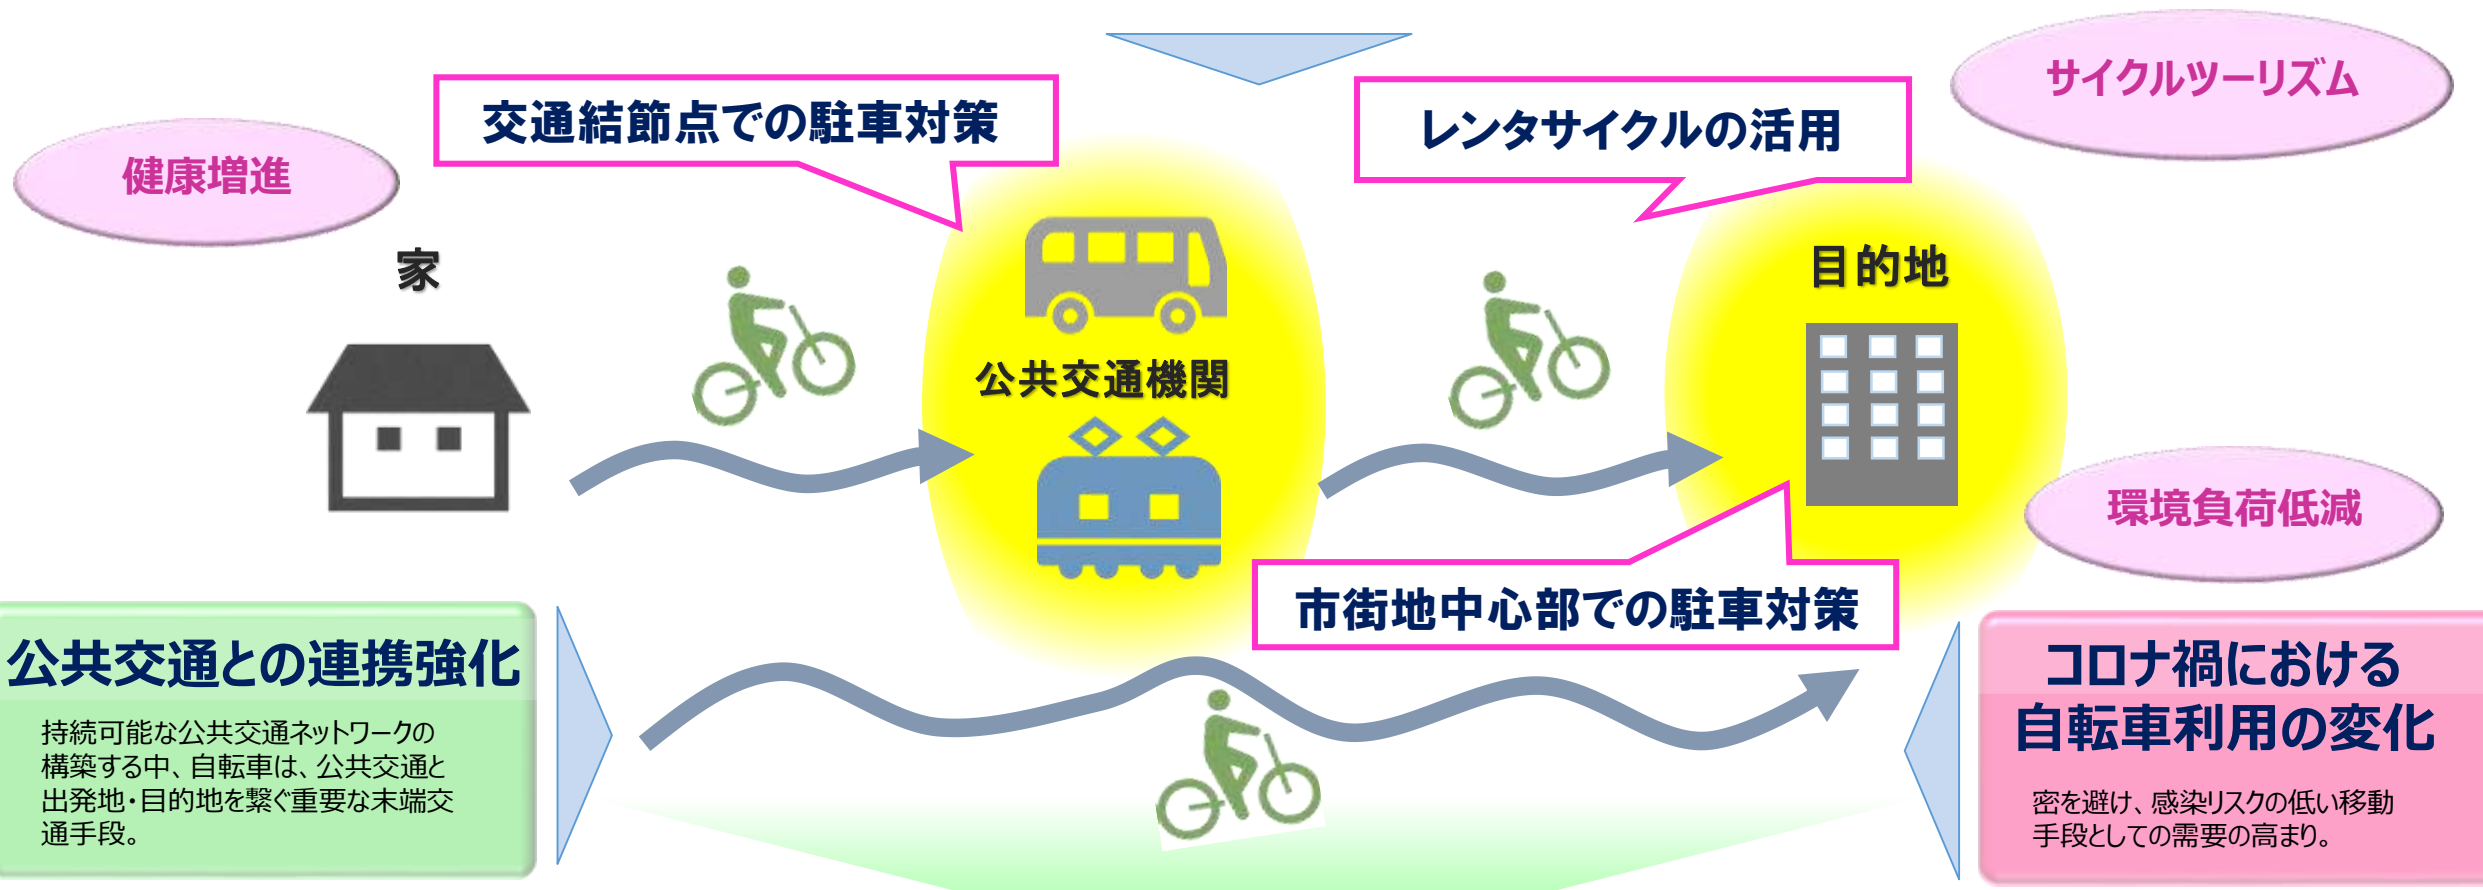 サイクルツーリズム
交通結節点での駐車対策
レンタサイクルの活用
健康増進
家
目的地
公共交通機関
環境負荷低減
市街地中心部での駐車対策
公共交通との連携強化
持続可能な公共交通ネットワークの
構築する中、自転車は、公共交通と
出発地・目的地を繋ぐ重要な末端交
通手段。
コロナ禍における
自転車利用の変化
密を避け、感染リスクの低い移動
手段としての需要の高まり。